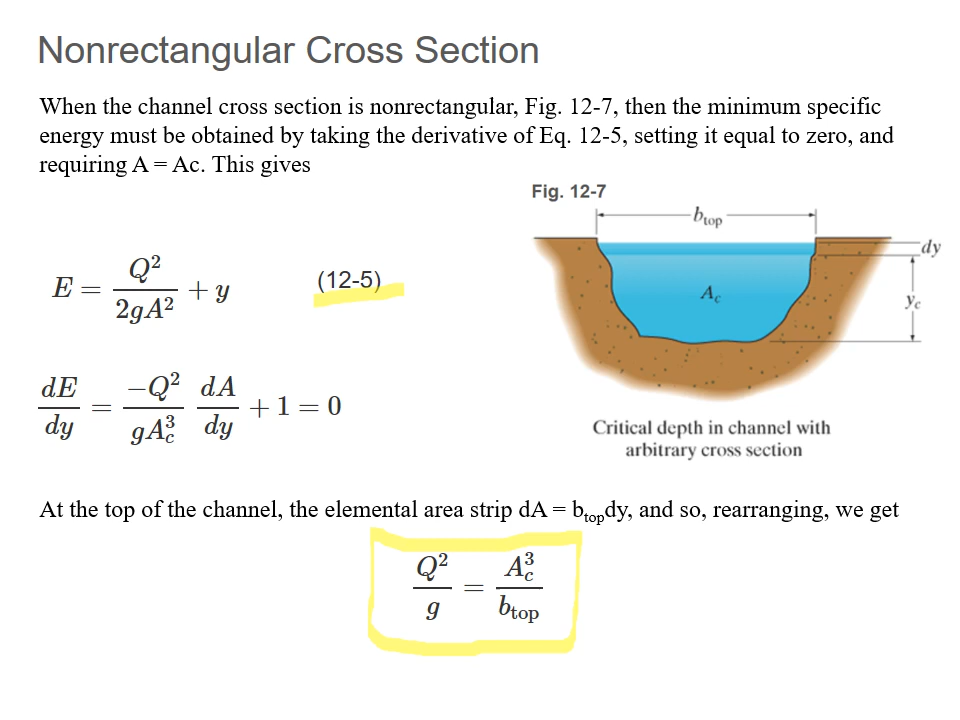 Nonrectangular Cross Section
When the channel cross section is nonrectangular, Fig. 12-7, then the minimum specific
energy must be obtained by taking the derivative of Eq. 12-5, setting it equal to zero, and
requiring A = Ac. This gives
Fig. 12-7
b_top
dy
A_c
y_c
E = Q²/2gA² + y (12-5)
dE/dy = −Q²/gA_c³ dA/dy + 1 = 0
Critical depth in channel with
arbitrary cross section
At the top of the channel, the elemental area strip dA = b_top dy, and so, rearranging, we get
Q²/g = A_c³/b_top